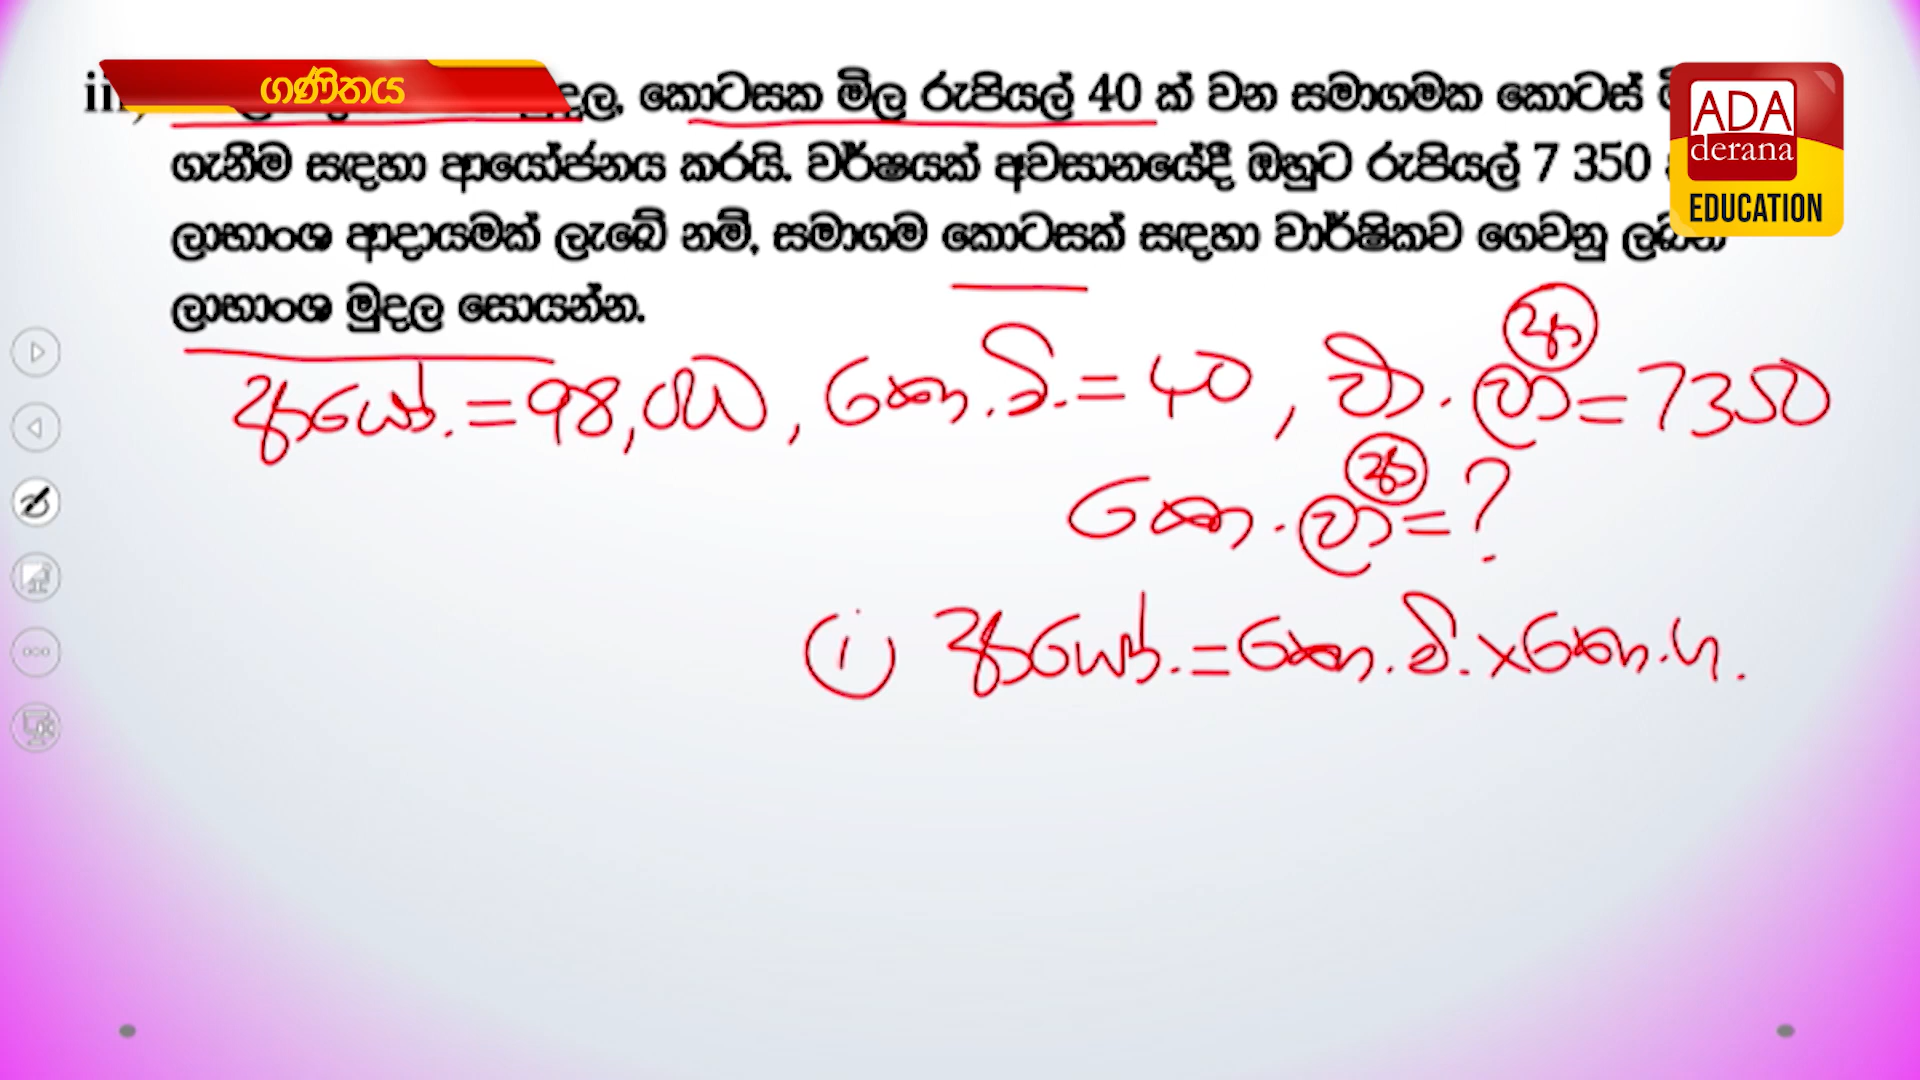 ගණිතය
මුදල, කොටසක මිල රුපියල් 40 ක් වන සමාගමක කොටස්
ගැනීම සඳහා ආයෝජනය කරයි. වර්ෂයක් අවසානයේදී ඔහුට රුපියල් 7 350
ලාභාංශ ආදායමක් ලැබේ නම්, සමාගම කොටසක් සඳහා වාර්ෂිකව ගෙවනු ලබන
ලාභාංශ මුදල සොයන්න.
ADA
derana
EDUCATION
ආයෝ. = 98,000, කො.මි. = 40, වා.ලා ආ = 7350
කො.ලා ආ = ?
① ආයෝ. = කො.මි. × කො.ග.